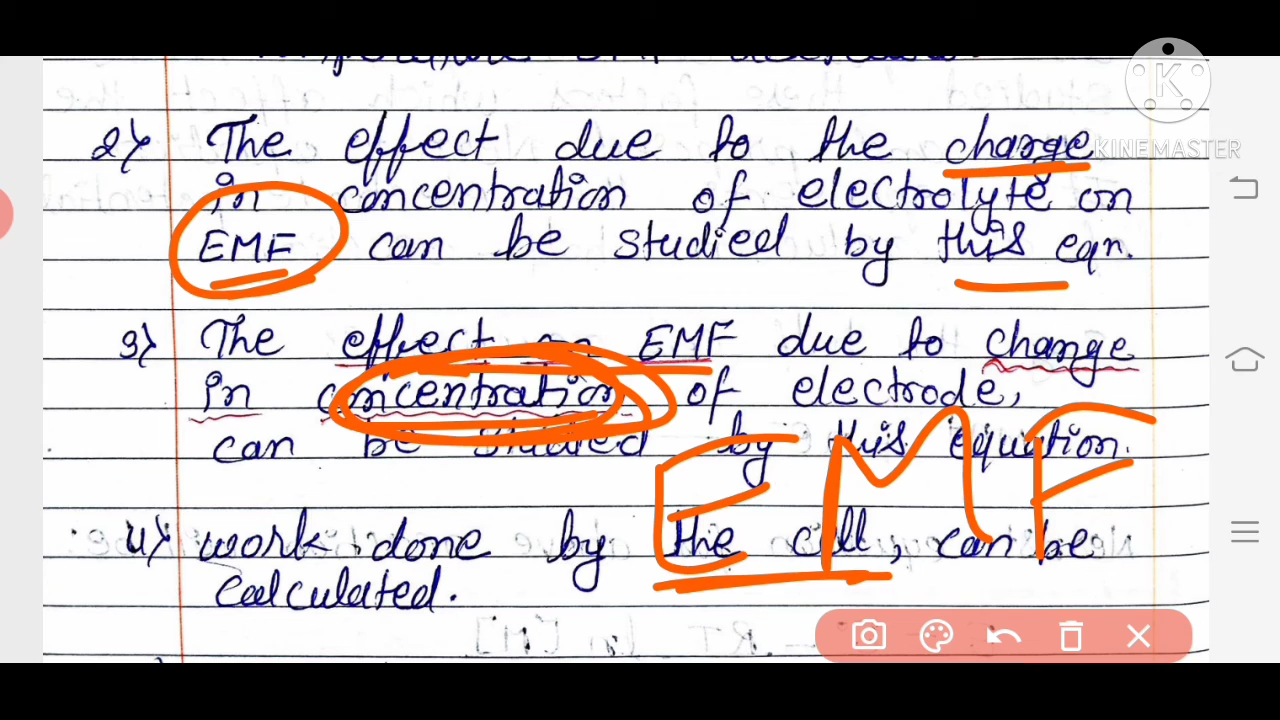 KINEMASTER
2) The effect due to the charge
in concentration of electrolyte on
EMF can be studied by this eqn.
3) The effect on EMF due to change
in concentration of electrode,
can be studied by this equation.
EMF
4) work done by the cell, can be
calculated.